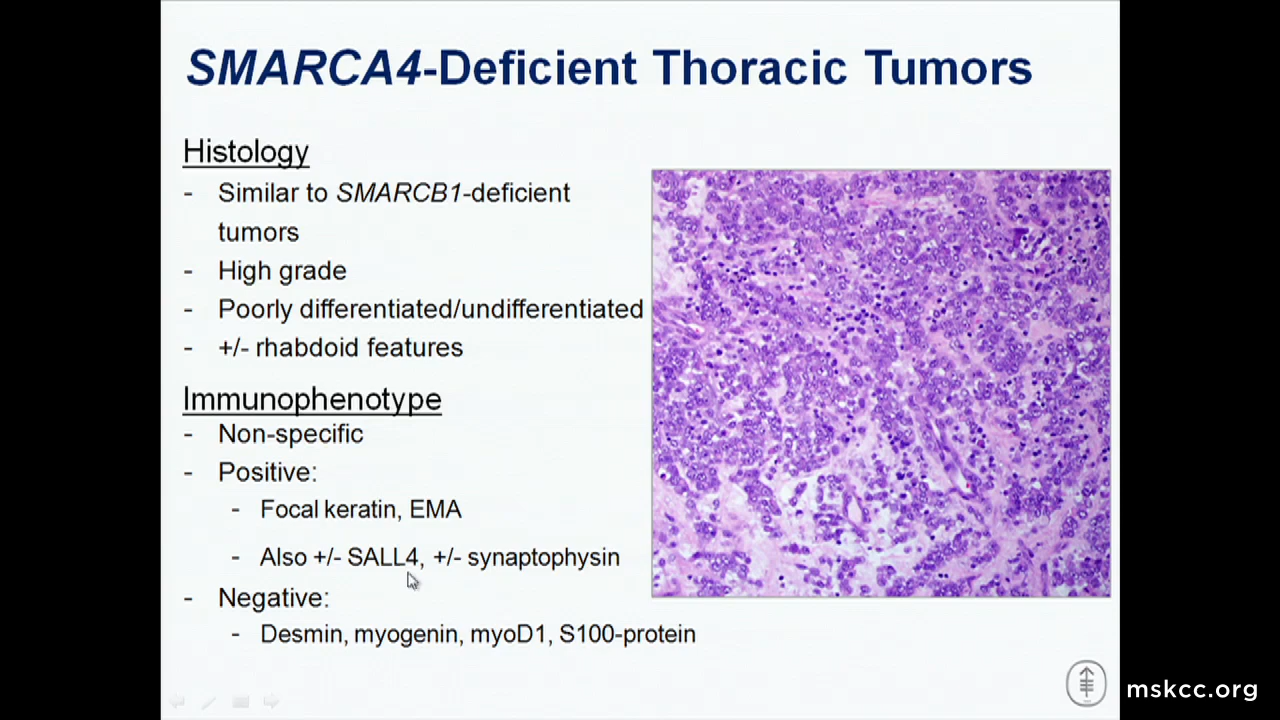 SMARCA4-Deficient Thoracic Tumors
Histology
- Similar to SMARCB1-deficient
tumors
- High grade
- Poorly differentiated/undifferentiated
- +/- rhabdoid features
Immunophenotype
- Non-specific
- Positive:
- Focal keratin, EMA
- Also +/- SALL4, +/- synaptophysin
- Negative:
- Desmin, myogenin, myoD1, S100-protein
mskcc.org